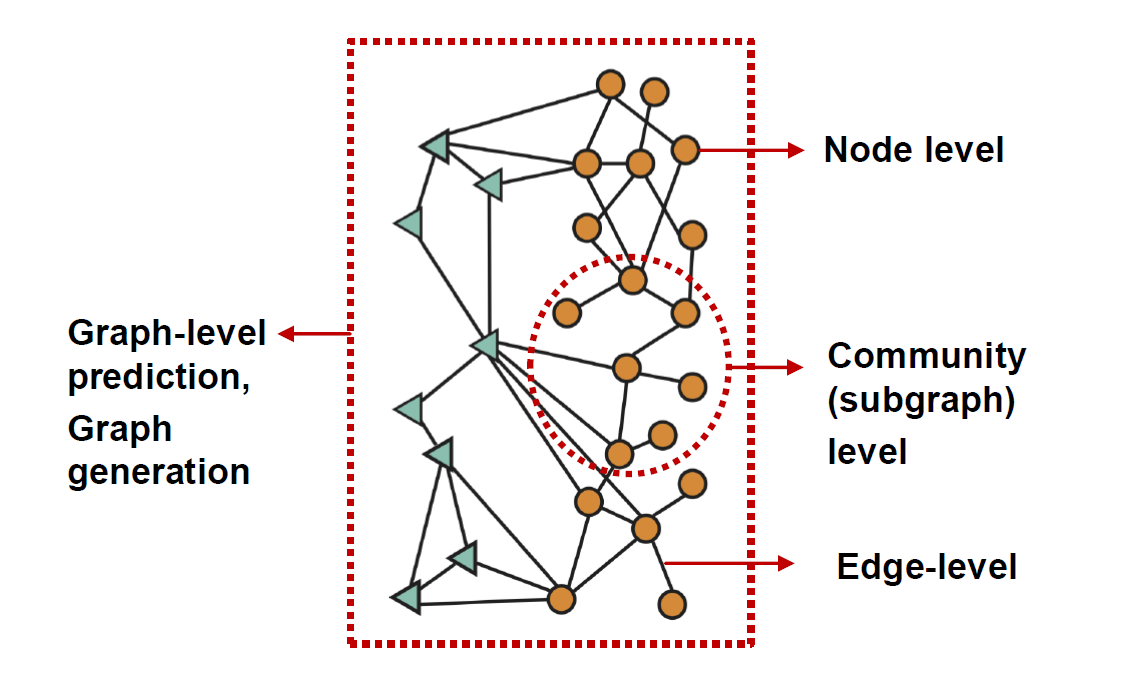 Node level
Graph-level
prediction,
Graph
generation
Community
(subgraph)
level
Edge-level